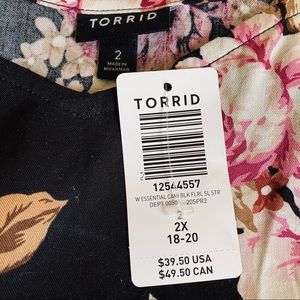 TORRID
2
MADE IN
MYANMAR
TORRID
12544557
W ESSENTIAL CAMI BLK FLRL SL STR
DEPT 0050 205PR2
2
2X
18-20
$39.50 USA
$49.50 CAN